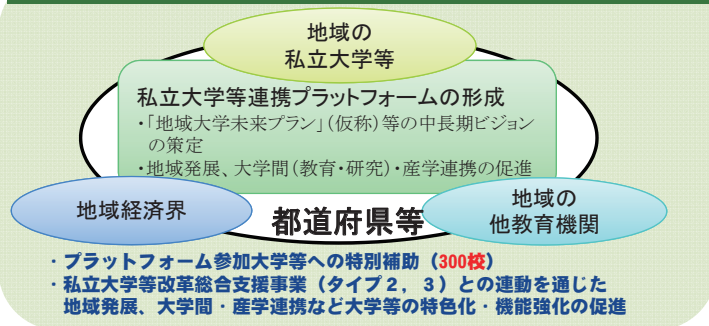 地域の
私立大学等
私立大学等連携プラットフォームの形成
・「地域大学未来プラン」(仮称)等の中長期ビジョン
の策定
・地域発展、大学間(教育・研究)・産学連携の促進
地域経済界
都道府県等
地域の
他教育機関
・プラットフォーム参加大学等への特別補助(300校)
・私立大学等改革総合支援事業(タイプ2,3)との連動を通じた
地域発展、大学間・産学連携など大学等の特色化・機能強化の促進